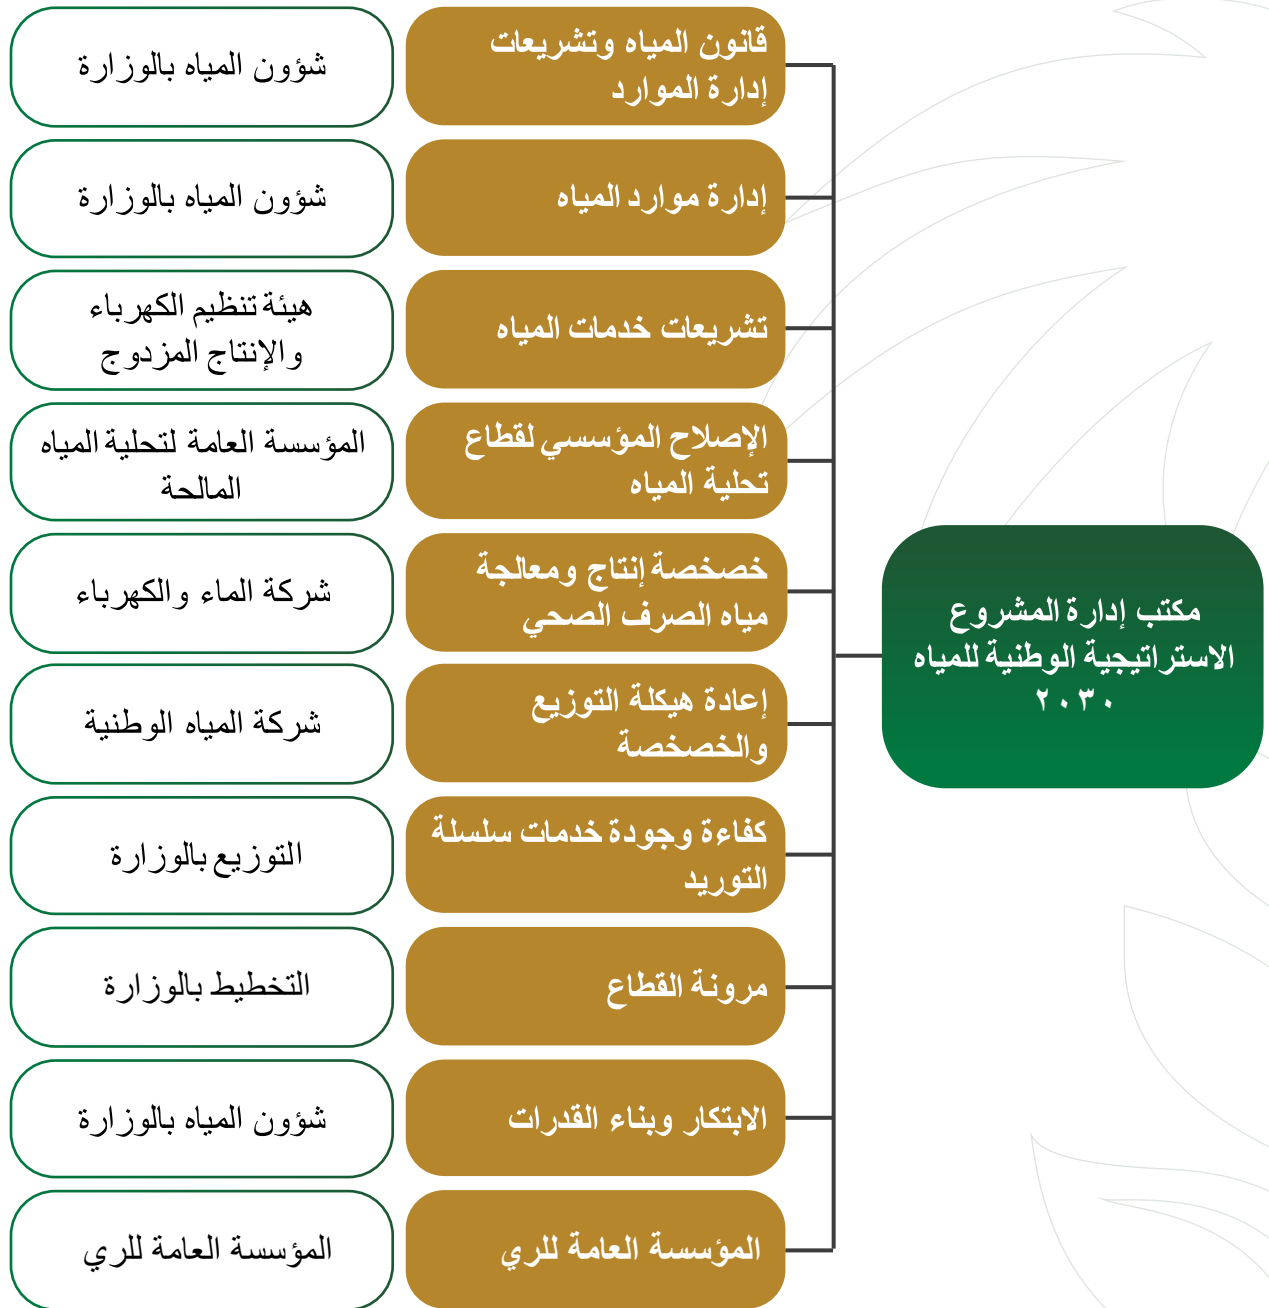 مكتب إدارة المشروع
الاستراتيجية الوطنية للمياه
٢٠٣٠
قانون المياه وتشريعات
إدارة الموارد
شؤون المياه بالوزارة
إدارة موارد المياه
شؤون المياه بالوزارة
تشريعات خدمات المياه
هيئة تنظيم الكهرباء
والإنتاج المزدوج
الإصلاح المؤسسي لقطاع
تحلية المياه
المؤسسة العامة لتحلية المياه
المالحة
خصخصة إنتاج ومعالجة
مياه الصرف الصحي
شركة الماء والكهرباء
إعادة هيكلة التوزيع
والخصخصة
شركة المياه الوطنية
كفاءة وجودة خدمات سلسلة
التوريد
التوزيع بالوزارة
مرونة القطاع
التخطيط بالوزارة
الابتكار وبناء القدرات
شؤون المياه بالوزارة
المؤسسة العامة للري
المؤسسة العامة للري